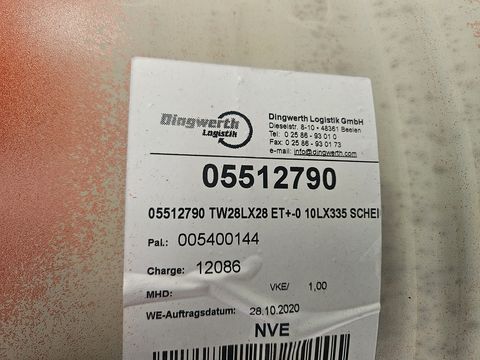 Dingwerth
Logistik
Dingwerth Logistik GmbH
Dieselstr. 8-10 • 48361 Beelen
Tel: 0 25 86 - 93 01 0
Fax: 0 25 86 - 93 01 73
e-mail: info@dingwerth.com
05512790
05512790 TW28LX28 ET+-0 10LX335 SCHEI
Pal.: 005400144
Charge: 12086
MHD: VKE/ 1,00
WE-Auftragsdatum: 28.10.2020
NVE